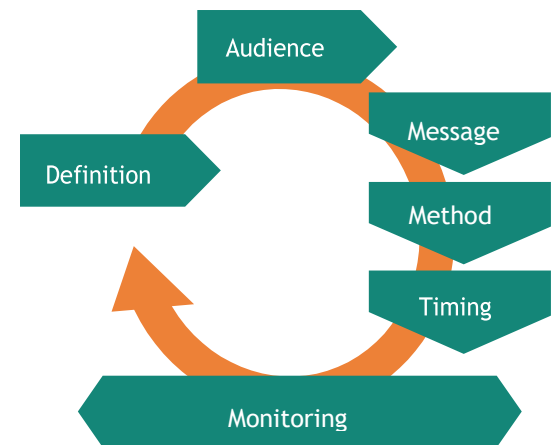 Audience
Message
Definition
Method
Timing
Monitoring